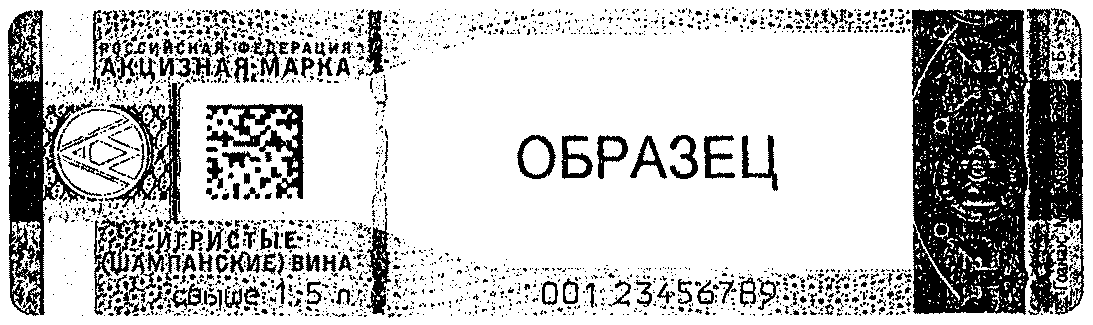 РОССИЙСКАЯ ФЕДЕРАЦИЯ
АКЦИЗНАЯ МАРКА
ОБРАЗЕЦ
ИГРИСТЫЕ
(ШАМПАНСКИЕ) ВИНА
свыше 1,5 л
001 23456789